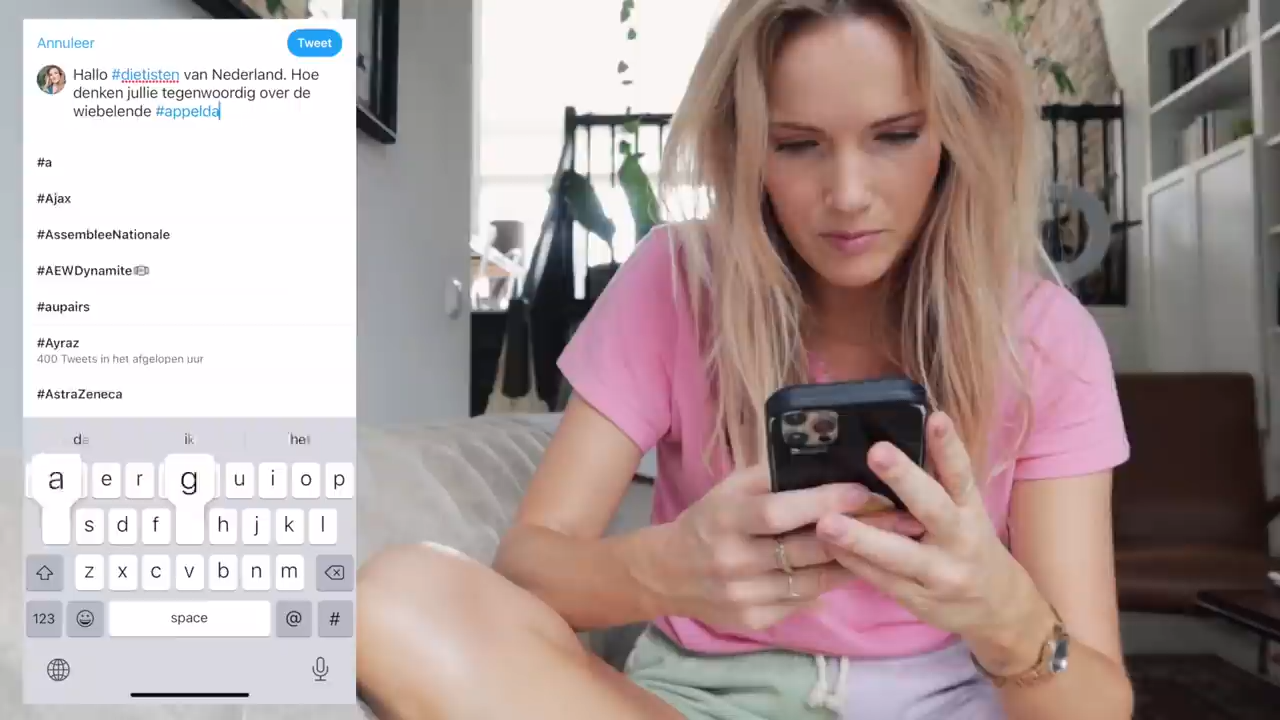 Annuleer
Tweet
Hallo #dietisten van Nederland. Hoe
denken jullie tegenwoordig over de
wiebelende #appelda
#a
#Ajax
#AssembleeNationale
#AEWDynamite
#aupairs
#Ayraz
400 Tweets in het afgelopen uur
#AstraZeneca
de ik het
a e r g u i o p
s d f h j k l
z x c v b n m
123 space @ #